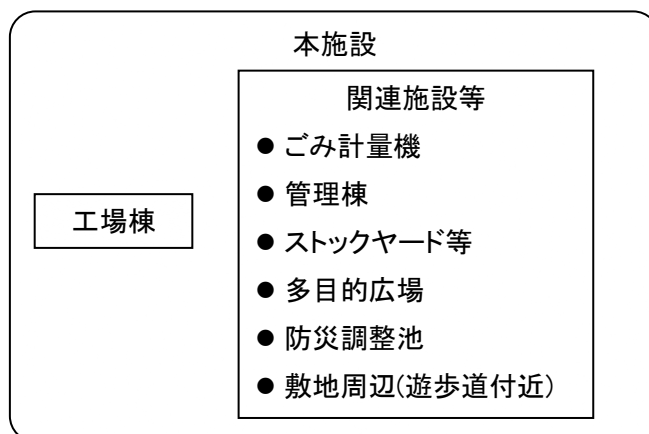 本施設
関連施設等
● ごみ計量機
● 管理棟
工場棟
● ストックヤード等
● 多目的広場
● 防災調整池
● 敷地周辺(遊歩道付近)